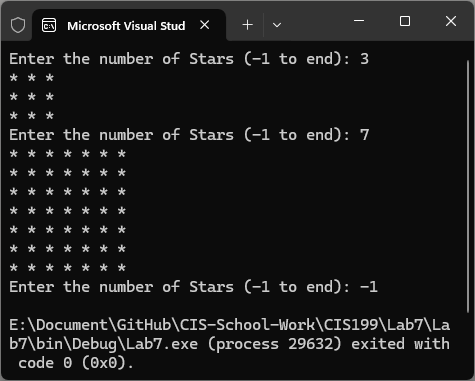 Microsoft Visual Stud
Enter the number of Stars (-1 to end): 3
* * *
* * *
* * *
Enter the number of Stars (-1 to end): 7
* * * * * * *
* * * * * * *
* * * * * * *
* * * * * * *
* * * * * * *
* * * * * * *
* * * * * * *
Enter the number of Stars (-1 to end): -1
E:\Document\GitHub\CIS-School-Work\CIS199\Lab7\La
b7\bin\Debug\Lab7.exe (process 29632) exited with
 code 0 (0x0).